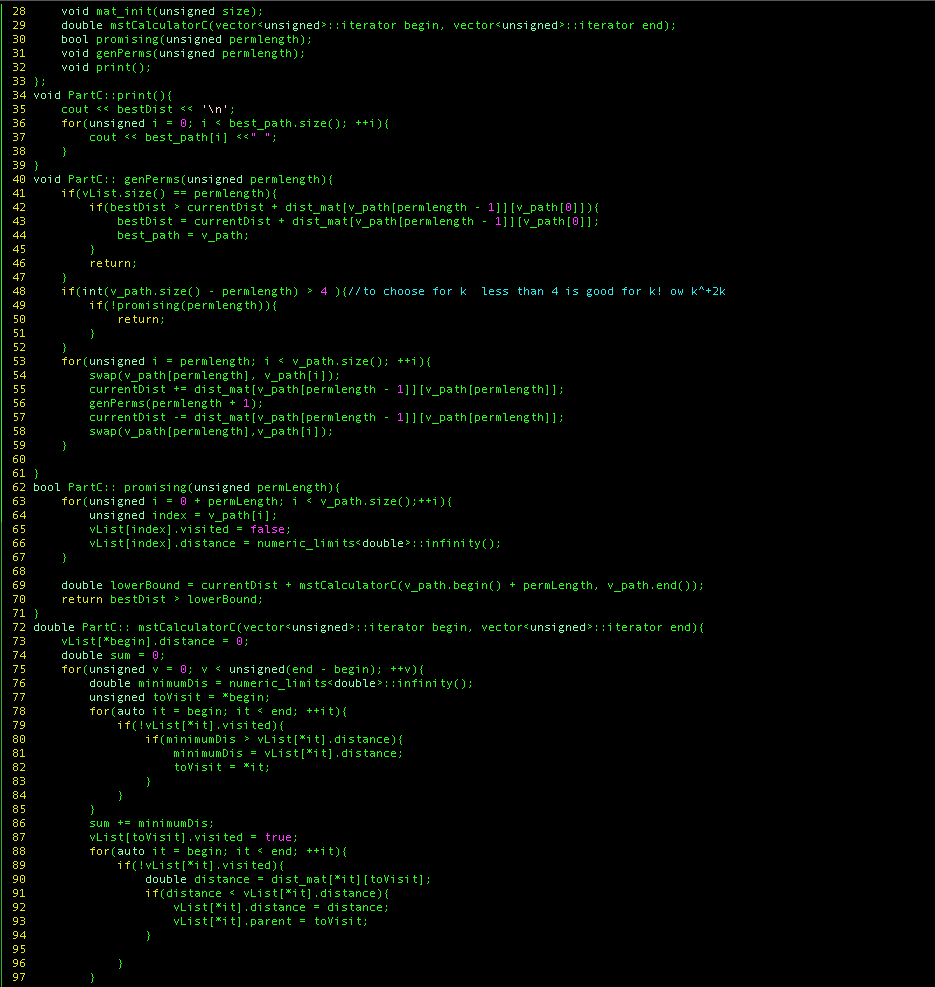 28     void mat_init(unsigned size);
29     double mstCalculatorC(vector<unsigned>::iterator begin, vector<unsigned>::iterator end);
30     bool promising(unsigned permlength);
31     void genPerms(unsigned permlength);
32     void print();
33 };
34 void PartC::print(){
35     cout << bestDist << '\n';
36     for(unsigned i = 0; i < best_path.size(); ++i){
37         cout << best_path[i] <<" ";
38     }
39 }
40 void PartC:: genPerms(unsigned permlength){
41     if(vList.size() == permlength){
42         if(bestDist > currentDist + dist_mat[v_path[permlength - 1]][v_path[0]]){
43             bestDist = currentDist + dist_mat[v_path[permlength - 1]][v_path[0]];
44             best_path = v_path;
45         }
46         return;
47     }
48     if(int(v_path.size() - permlength) > 4 ){//to choose for k  less than 4 is good for k! ow k^+2k
49         if(!promising(permlength)){
50             return;
51         }
52     }
53     for(unsigned i = permlength; i < v_path.size(); ++i){
54         swap(v_path[permlength], v_path[i]);
55         currentDist += dist_mat[v_path[permlength - 1]][v_path[permlength]];
56         genPerms(permlength + 1);
57         currentDist -= dist_mat[v_path[permlength - 1]][v_path[permlength]];
58         swap(v_path[permlength],v_path[i]);
59     }
60
61 }
62 bool PartC:: promising(unsigned permLength){
63     for(unsigned i = 0 + permLength; i < v_path.size();++i){
64         unsigned index = v_path[i];
65         vList[index].visited = false;
66         vList[index].distance = numeric_limits<double>::infinity();
67     }
68
69     double lowerBound = currentDist + mstCalculatorC(v_path.begin() + permLength, v_path.end());
70     return bestDist > lowerBound;
71 }
72 double PartC:: mstCalculatorC(vector<unsigned>::iterator begin, vector<unsigned>::iterator end){
73     vList[*begin].distance = 0;
74     double sum = 0;
75     for(unsigned v = 0; v < unsigned(end - begin); ++v){
76         double minimumDis = numeric_limits<double>::infinity();
77         unsigned toVisit = *begin;
78         for(auto it = begin; it < end; ++it){
79             if(!vList[*it].visited){
80                 if(minimumDis > vList[*it].distance){
81                     minimumDis = vList[*it].distance;
82                     toVisit = *it;
83                 }
84             }
85         }
86         sum += minimumDis;
87         vList[toVisit].visited = true;
88         for(auto it = begin; it < end; ++it){
89             if(!vList[*it].visited){
90                 double distance = dist_mat[*it][toVisit];
91                 if(distance < vList[*it].distance){
92                     vList[*it].distance = distance;
93                     vList[*it].parent = toVisit;
94                 }
95
96             }
97         }